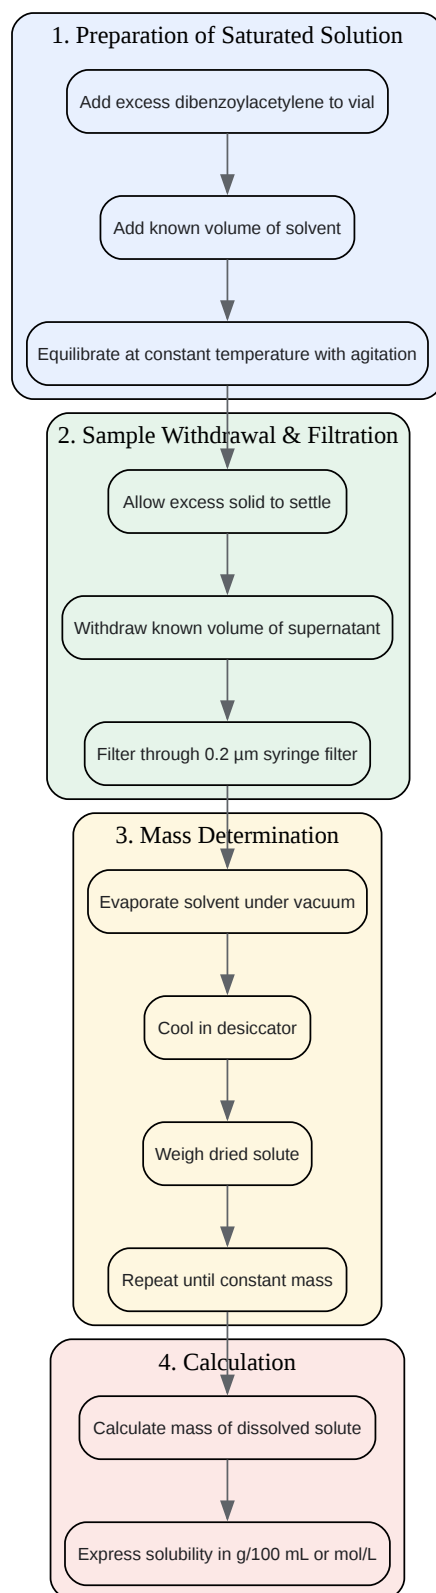 1. Preparation of Saturated Solution
Add excess dibenzoylacetylene to vial
Add known volume of solvent
Equilibrate at constant temperature with agitation
2. Sample Withdrawal & Filtration
Allow excess solid to settle
Withdraw known volume of supernatant
Filter through 0.2 µm syringe filter
3. Mass Determination
Evaporate solvent under vacuum
Cool in desiccator
Weigh dried solute
Repeat until constant mass
4. Calculation
Calculate mass of dissolved solute
Express solubility in g/100 mL or mol/L